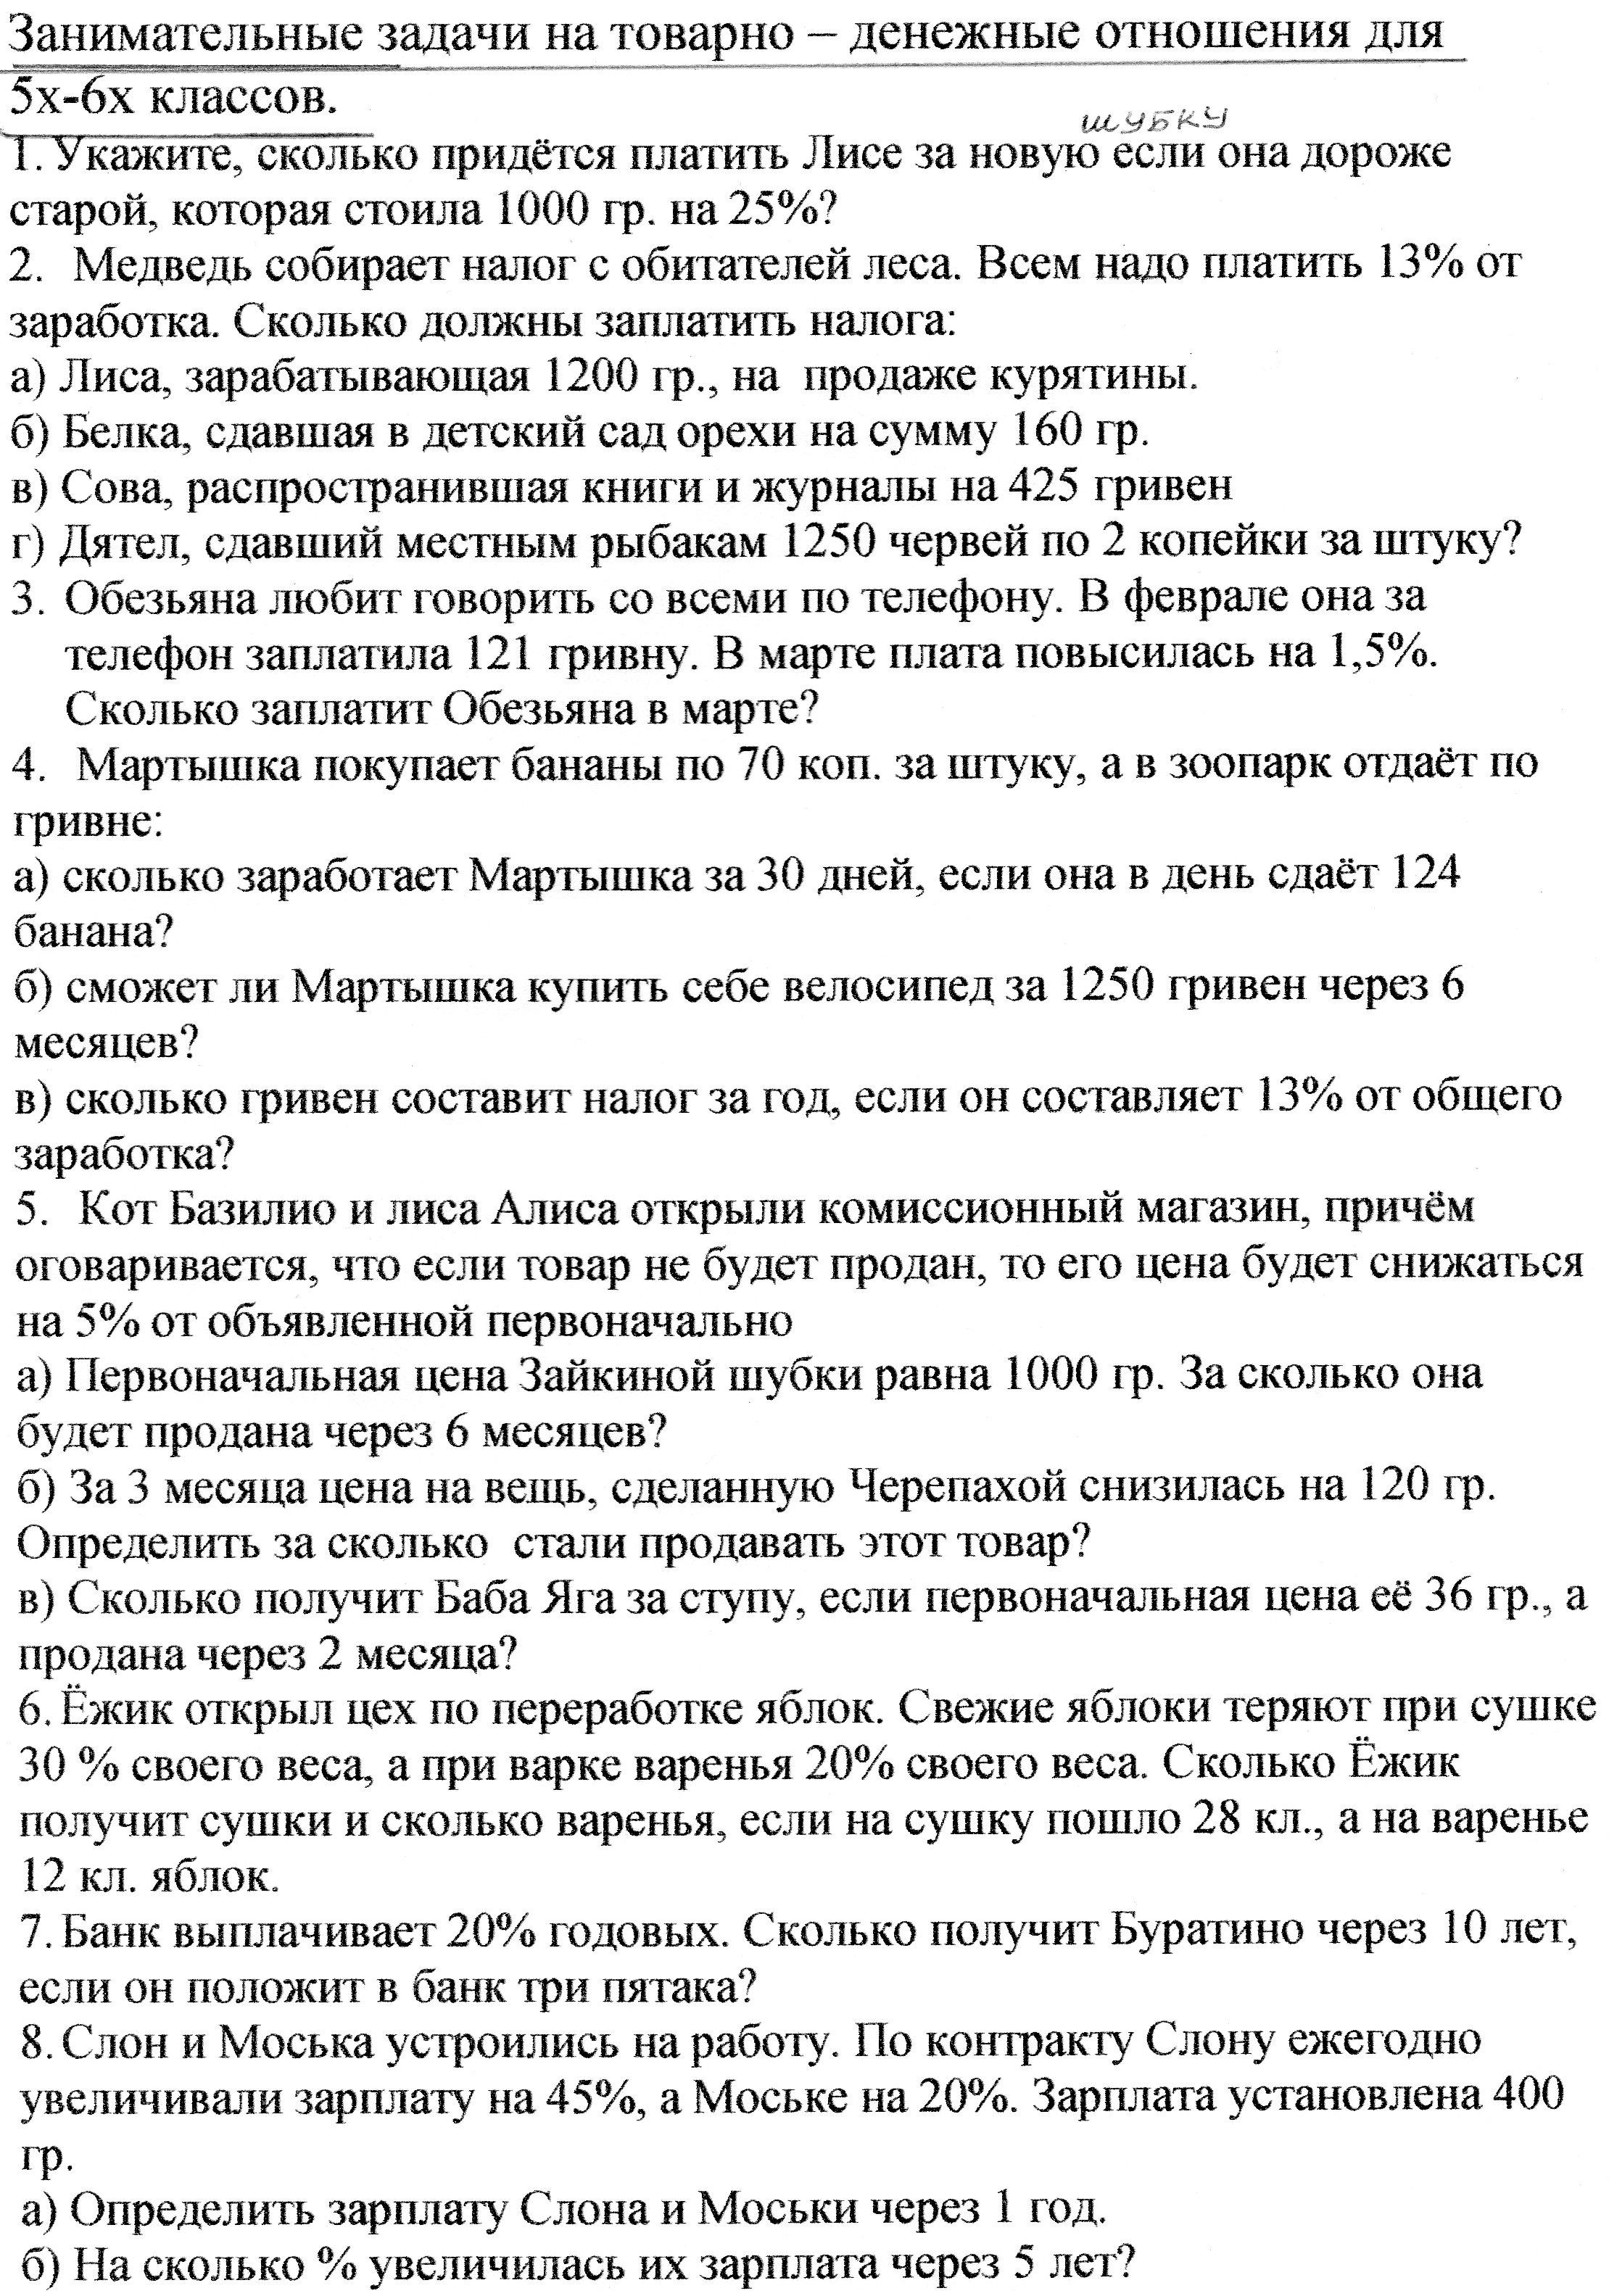 Занимательные задачи на товарно – денежные отношения для
5х-6х классов.
шубку
1. Укажите, сколько придётся платить Лисе за новую если она дороже
старой, которая стоила 1000 гр. на 25%?
2. Медведь собирает налог с обитателей леса. Всем надо платить 13% от
заработка. Сколько должны заплатить налога:
а) Лиса, зарабатывающая 1200 гр., на продаже курятины.
б) Белка, сдавшая в детский сад орехи на сумму 160 гр.
в) Сова, распространившая книги и журналы на 425 гривен
г) Дятел, сдавший местным рыбакам 1250 червей по 2 копейки за штуку?
3. Обезьяна любит говорить со всеми по телефону. В феврале она за
телефон заплатила 121 гривну. В марте плата повысилась на 1,5%.
Сколько заплатит Обезьяна в марте?
4. Мартышка покупает бананы по 70 коп. за штуку, а в зоопарк отдаёт по
гривне:
а) сколько заработает Мартышка за 30 дней, если она в день сдаёт 124
банана?
б) сможет ли Мартышка купить себе велосипед за 1250 гривен через 6
месяцев?
в) сколько гривен составит налог за год, если он составляет 13% от общего
заработка?
5. Кот Базилио и лиса Алиса открыли комиссионный магазин, причём
оговаривается, что если товар не будет продан, то его цена будет снижаться
на 5% от объявленной первоначально
а) Первоначальная цена Зайкиной шубки равна 1000 гр. За сколько она
будет продана через 6 месяцев?
б) За 3 месяца цена на вещь, сделанную Черепахой снизилась на 120 гр.
Определить за сколько стали продавать этот товар?
в) Сколько получит Баба Яга за ступу, если первоначальная цена её 36 гр., а
продана через 2 месяца?
6. Ёжик открыл цех по переработке яблок. Свежие яблоки теряют при сушке
30 % своего веса, а при варке варенья 20% своего веса. Сколько Ёжик
получит сушки и сколько варенья, если на сушку пошло 28 кл., а на варенье
12 кл. яблок.
7. Банк выплачивает 20% годовых. Сколько получит Буратино через 10 лет,
если он положит в банк три пятака?
8. Слон и Моська устроились на работу. По контракту Слону ежегодно
увеличивали зарплату на 45%, а Моське на 20%. Зарплата установлена 400
гр.
а) Определить зарплату Слона и Моськи через 1 год.
б) На сколько % увеличилась их зарплата через 5 лет?